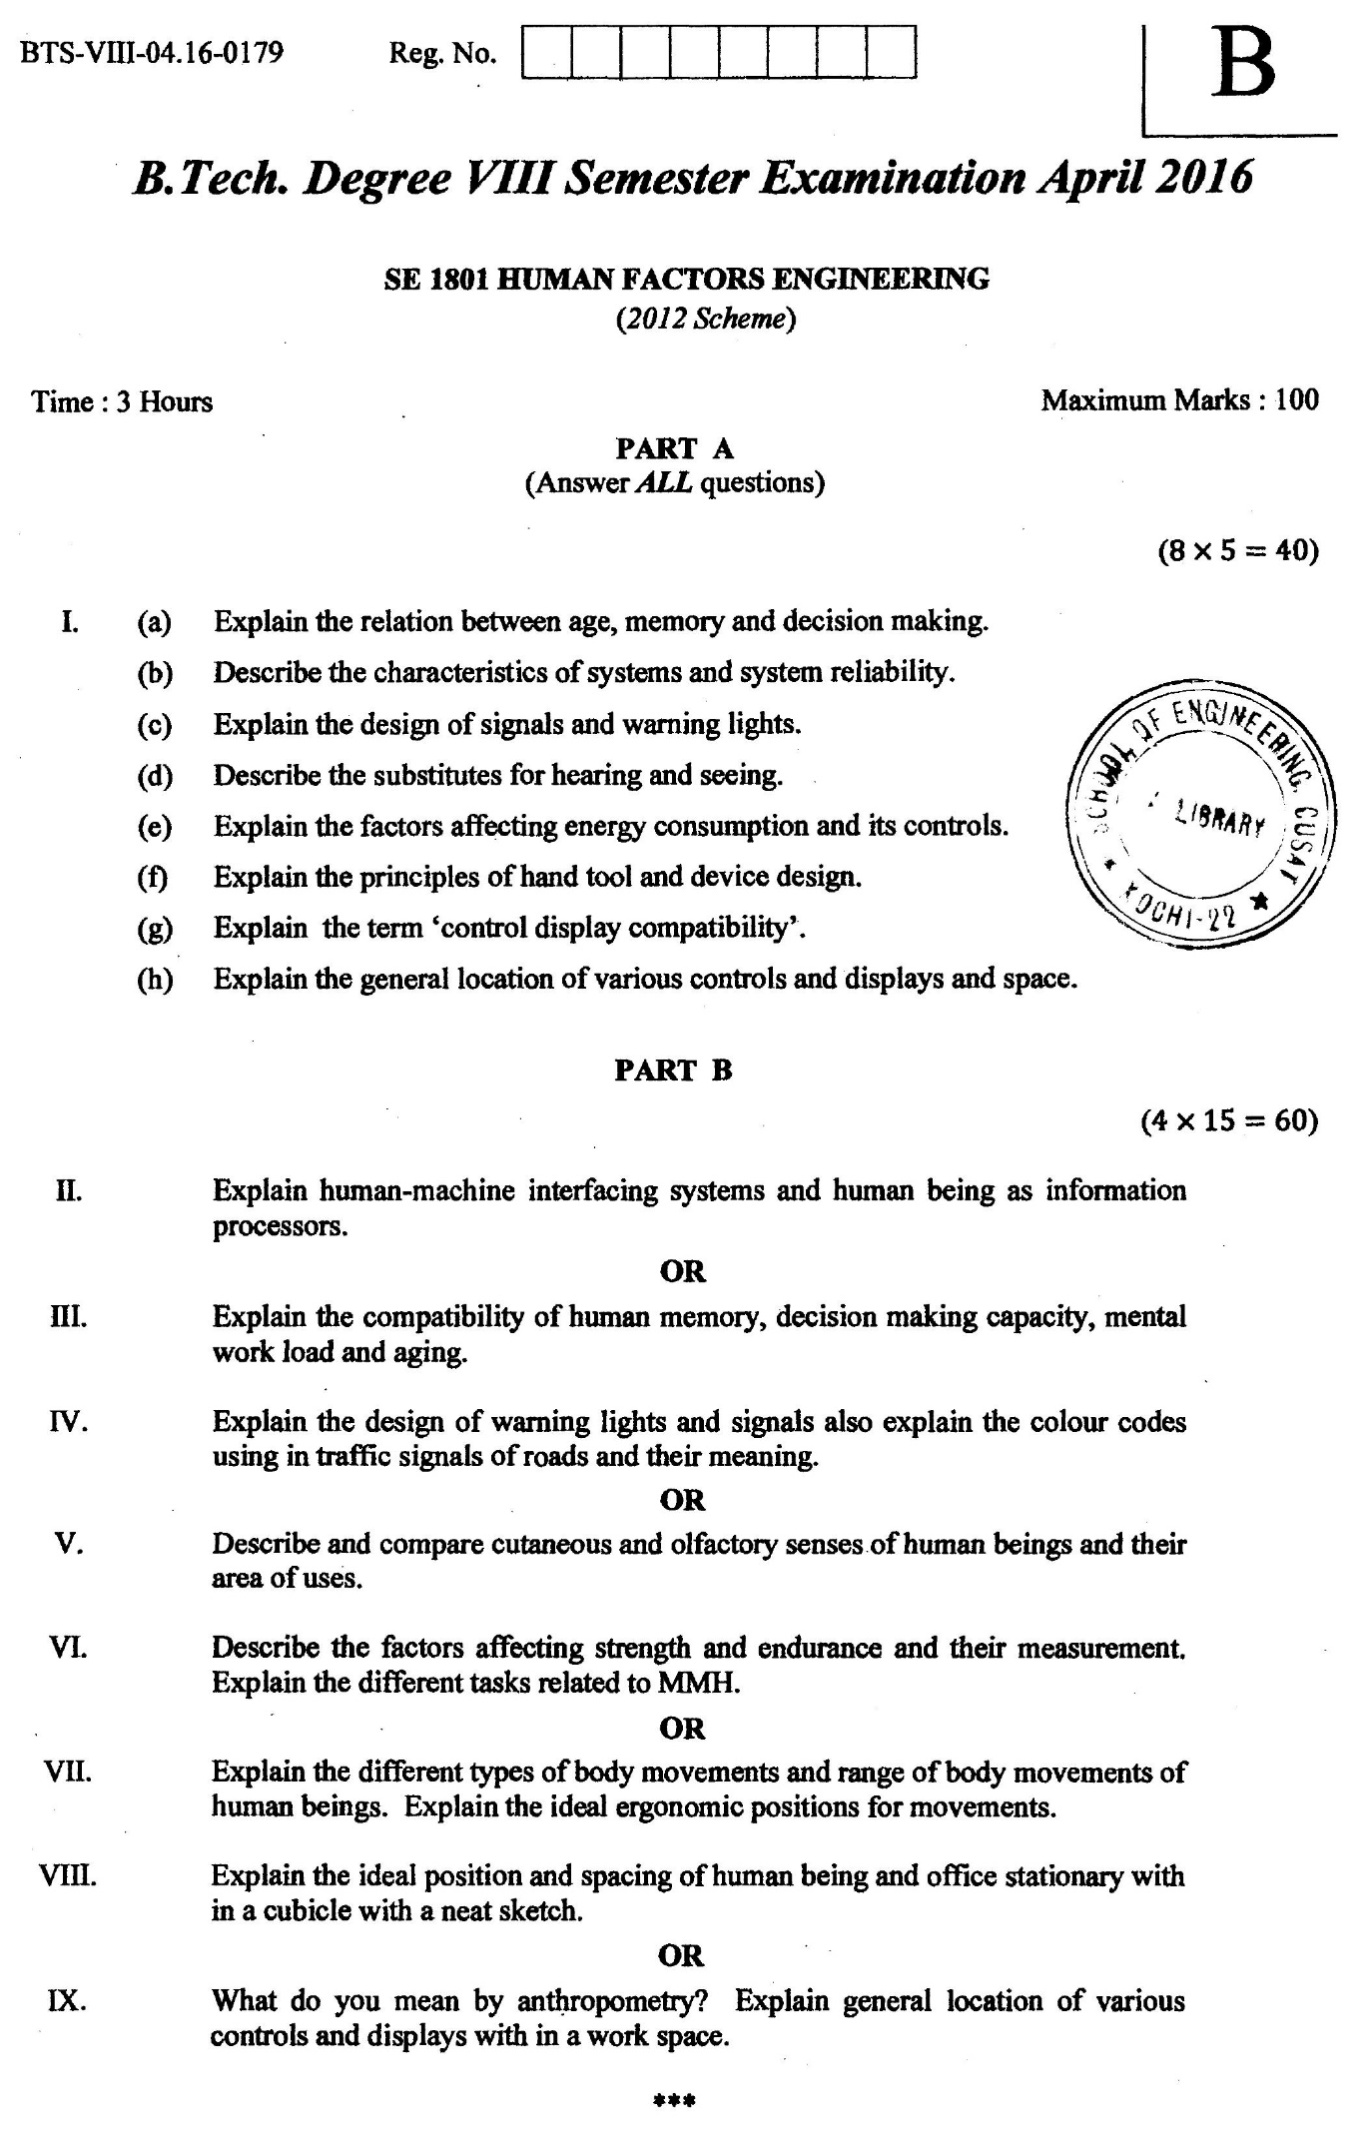 BTS-VIII-04.16-0179 Reg. No. B
B.Tech. Degree VIII Semester Examination April 2016
SE 1801 HUMAN FACTORS ENGINEERING
(2012 Scheme)
Time : 3 Hours Maximum Marks : 100
PART A
(Answer ALL questions)
(8 × 5 = 40)
I. (a) Explain the relation between age, memory and decision making.
(b) Describe the characteristics of systems and system reliability.
(c) Explain the design of signals and warning lights.
(d) Describe the substitutes for hearing and seeing.
(e) Explain the factors affecting energy consumption and its controls.
(f) Explain the principles of hand tool and device design.
(g) Explain the term ‘control display compatibility’.
(h) Explain the general location of various controls and displays and space.
SCHOOL OF ENGINEERING, CUSAT
LIBRARY
★ KOCHI-22 ★
PART B
(4 × 15 = 60)
II. Explain human-machine interfacing systems and human being as information
processors.
OR
III. Explain the compatibility of human memory, decision making capacity, mental
work load and aging.
IV. Explain the design of warning lights and signals also explain the colour codes
using in traffic signals of roads and their meaning.
OR
V. Describe and compare cutaneous and olfactory senses of human beings and their
area of uses.
VI. Describe the factors affecting strength and endurance and their measurement.
Explain the different tasks related to MMH.
OR
VII. Explain the different types of body movements and range of body movements of
human beings. Explain the ideal ergonomic positions for movements.
VIII. Explain the ideal position and spacing of human being and office stationary with
in a cubicle with a neat sketch.
OR
IX. What do you mean by anthropometry? Explain general location of various
controls and displays with in a work space.
***